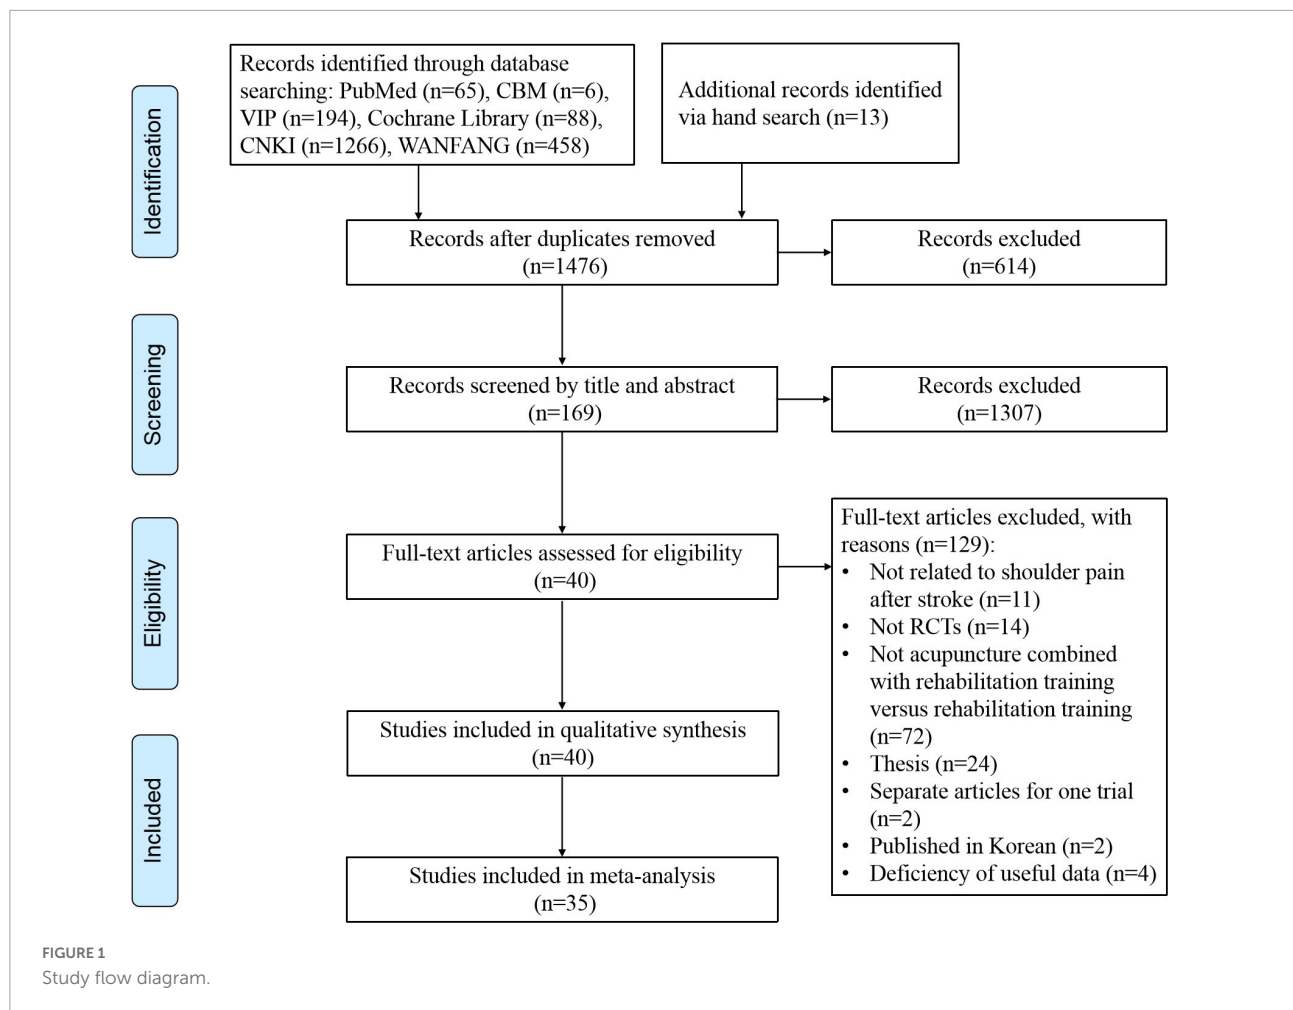 Identification
Records identified through database
searching: PubMed (n=65), CBM (n=6),
VIP (n=194), Cochrane Library (n=88),
CNKI (n=1266), WANFANG (n=458)
Additional records identified
via hand search (n=13)
Records after duplicates removed
(n=1476)
Records excluded
(n=614)
Screening
Records screened by title and abstract
(n=169)
Records excluded
(n=1307)
Eligibility
Full-text articles assessed for eligibility
(n=40)
Full-text articles excluded, with
reasons (n=129):
• Not related to shoulder pain
after stroke (n=11)
• Not RCTs (n=14)
• Not acupuncture combined
with rehabilitation training
versus rehabilitation training
(n=72)
• Thesis (n=24)
• Separate articles for one trial
(n=2)
• Published in Korean (n=2)
• Deficiency of useful data (n=4)
Included
Studies included in qualitative synthesis
(n=40)
Studies included in meta-analysis
(n=35)
FIGURE 1
Study flow diagram.